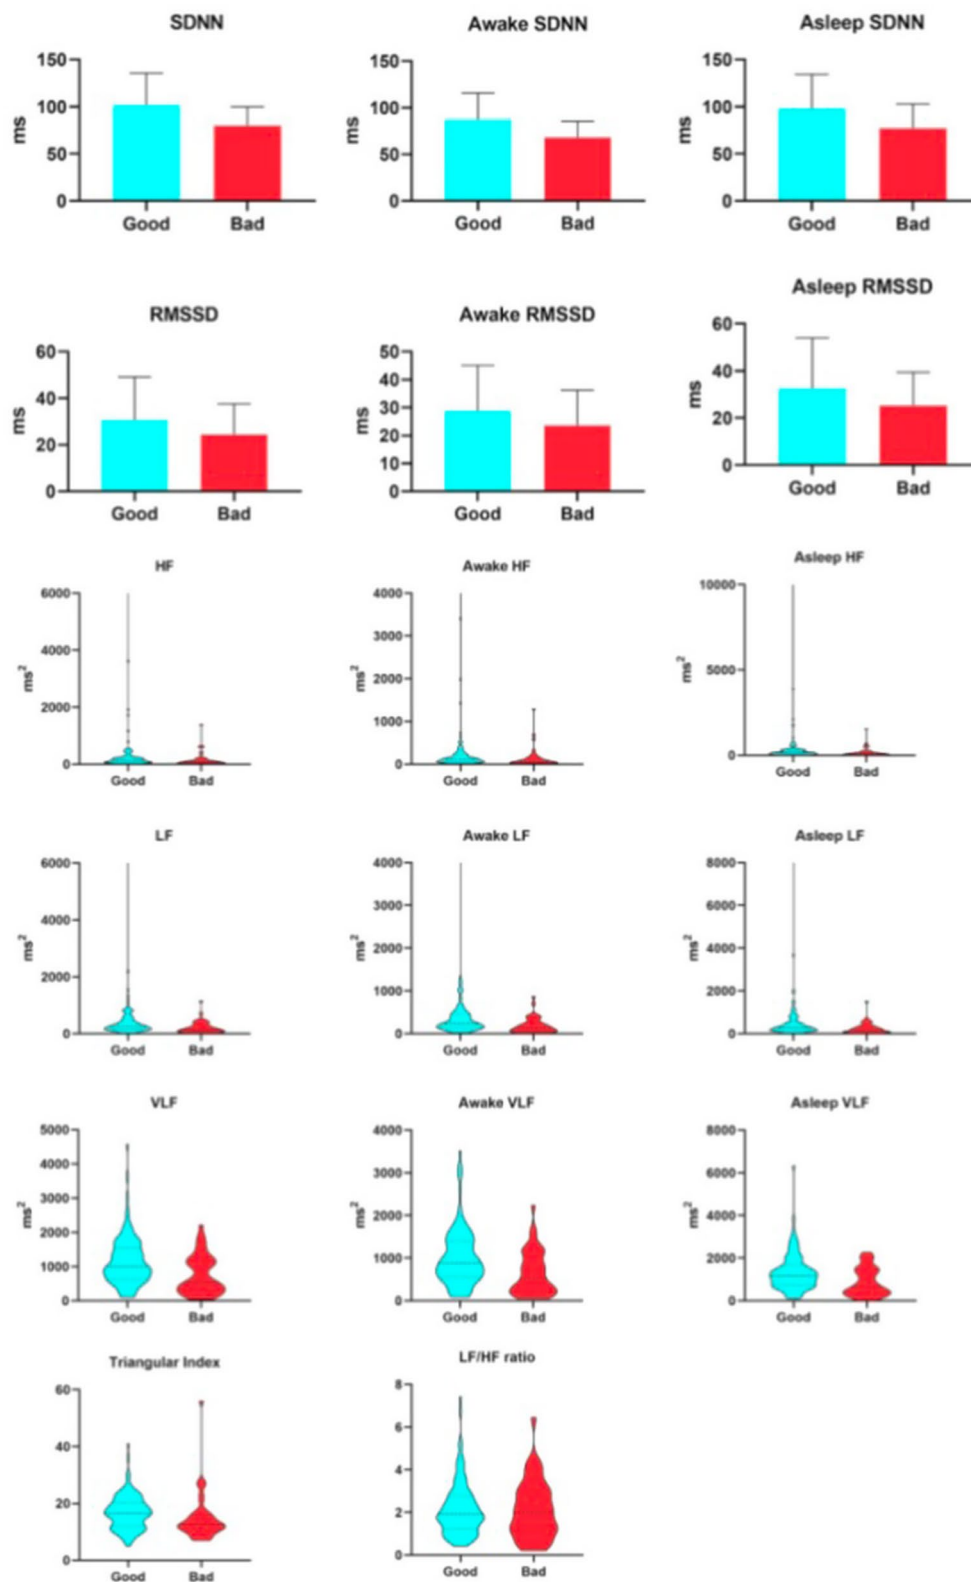 SDNN
150
100
50
0
ms
Good Bad
Awake SDNN
150
100
50
0
ms
Good Bad
Asleep SDNN
150
100
50
0
ms
Good Bad
RMSSD
60
40
20
0
ms
Good Bad
Awake RMSSD
50
40
30
20
10
0
ms
Good Bad
Asleep RMSSD
60
40
20
0
ms
Good Bad
HF
6000
4000
2000
0
ms²
Good Bad
Awake HF
4000
3000
2000
1000
0
ms²
Good Bad
Asleep HF
10000
5000
0
ms²
Good Bad
LF
6000
4000
2000
0
ms²
Good Bad
Awake LF
4000
3000
2000
1000
0
ms²
Good Bad
Asleep LF
8000
6000
4000
2000
0
ms²
Good Bad
VLF
5000
4000
3000
2000
1000
0
ms²
Good Bad
Awake VLF
4000
3000
2000
1000
0
ms²
Good Bad
Asleep VLF
8000
6000
4000
2000
0
ms²
Good Bad
Triangular Index
60
40
20
0
Good Bad
LF/HF ratio
8
6
4
2
0
Good Bad